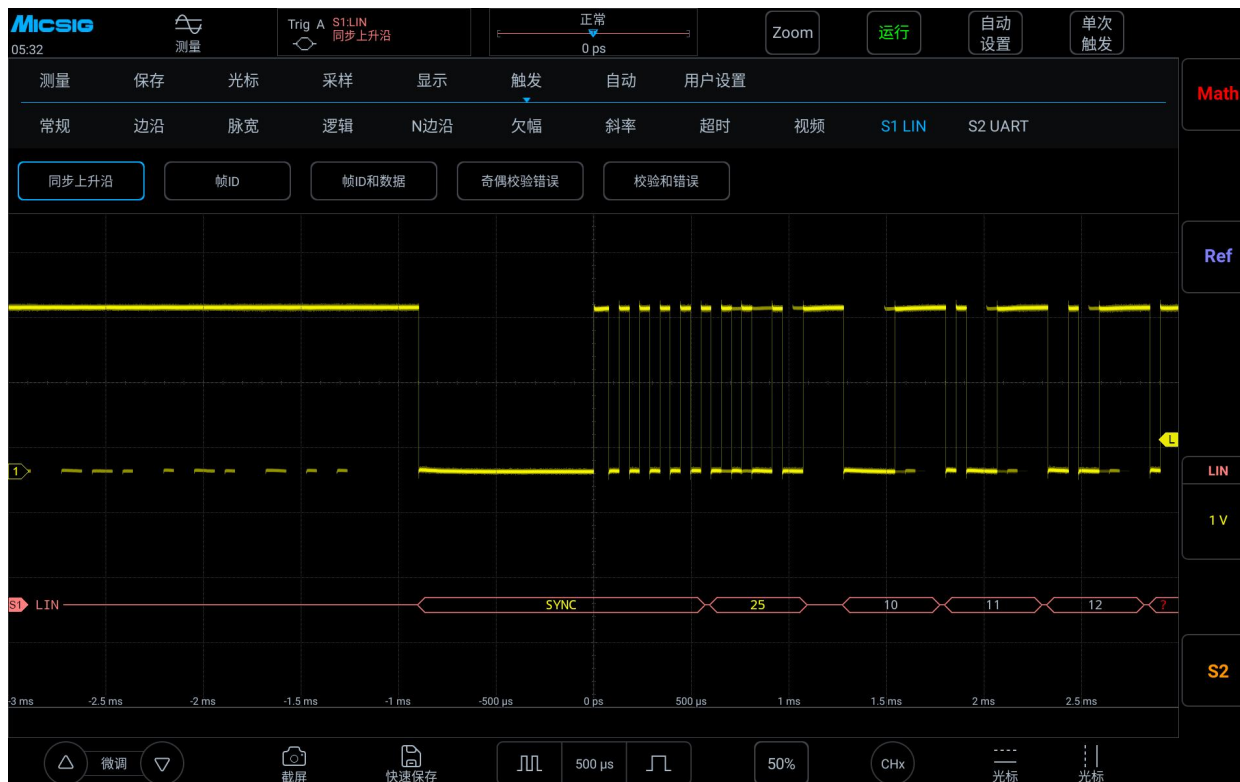 Micsig
05:32
测量
Trig A S1:LIN
同步上升沿
正常
0 ps
Zoom
运行
自动
设置
单次
触发
测量 保存 光标 采样 显示 触发 自动 用户设置
常规 边沿 脉宽 逻辑 N边沿 欠幅 斜率 超时 视频 S1 LIN S2 UART
同步上升沿 帧ID 帧ID和数据 奇偶校验错误 校验和错误
Math
Ref
1
L
LIN
1 V
S1 LIN SYNC 25 10 11 12 ?
S2
-3 ms -2.5 ms -2 ms -1.5 ms -1 ms -500 μs 0 ps 500 μs 1 ms 1.5 ms 2 ms 2.5 ms
微调
截屏
快速保存
500 μs
50%
CHx
光标
光标